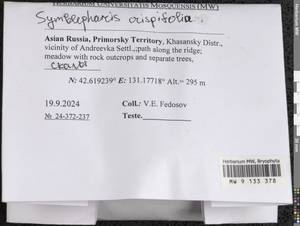 HERBARIUM UNIVERSITATIS MOSQUENSIS (MW)
Symblepharis crispifolia
Asian Russia, Primorsky Territory, Khasansky Distr.,
vicinity of Andreevka Settl.,;path along the ridge;
meadow with rock outcrops and separate trees,
N: 42.619239° E: 131.17718° Alt.= 295 m
19.9.2024 Coll.: V.E. Fedosov
№ 24-372-237 Teste.
Herbarium MW, Bryophyta
MW 9 133 378